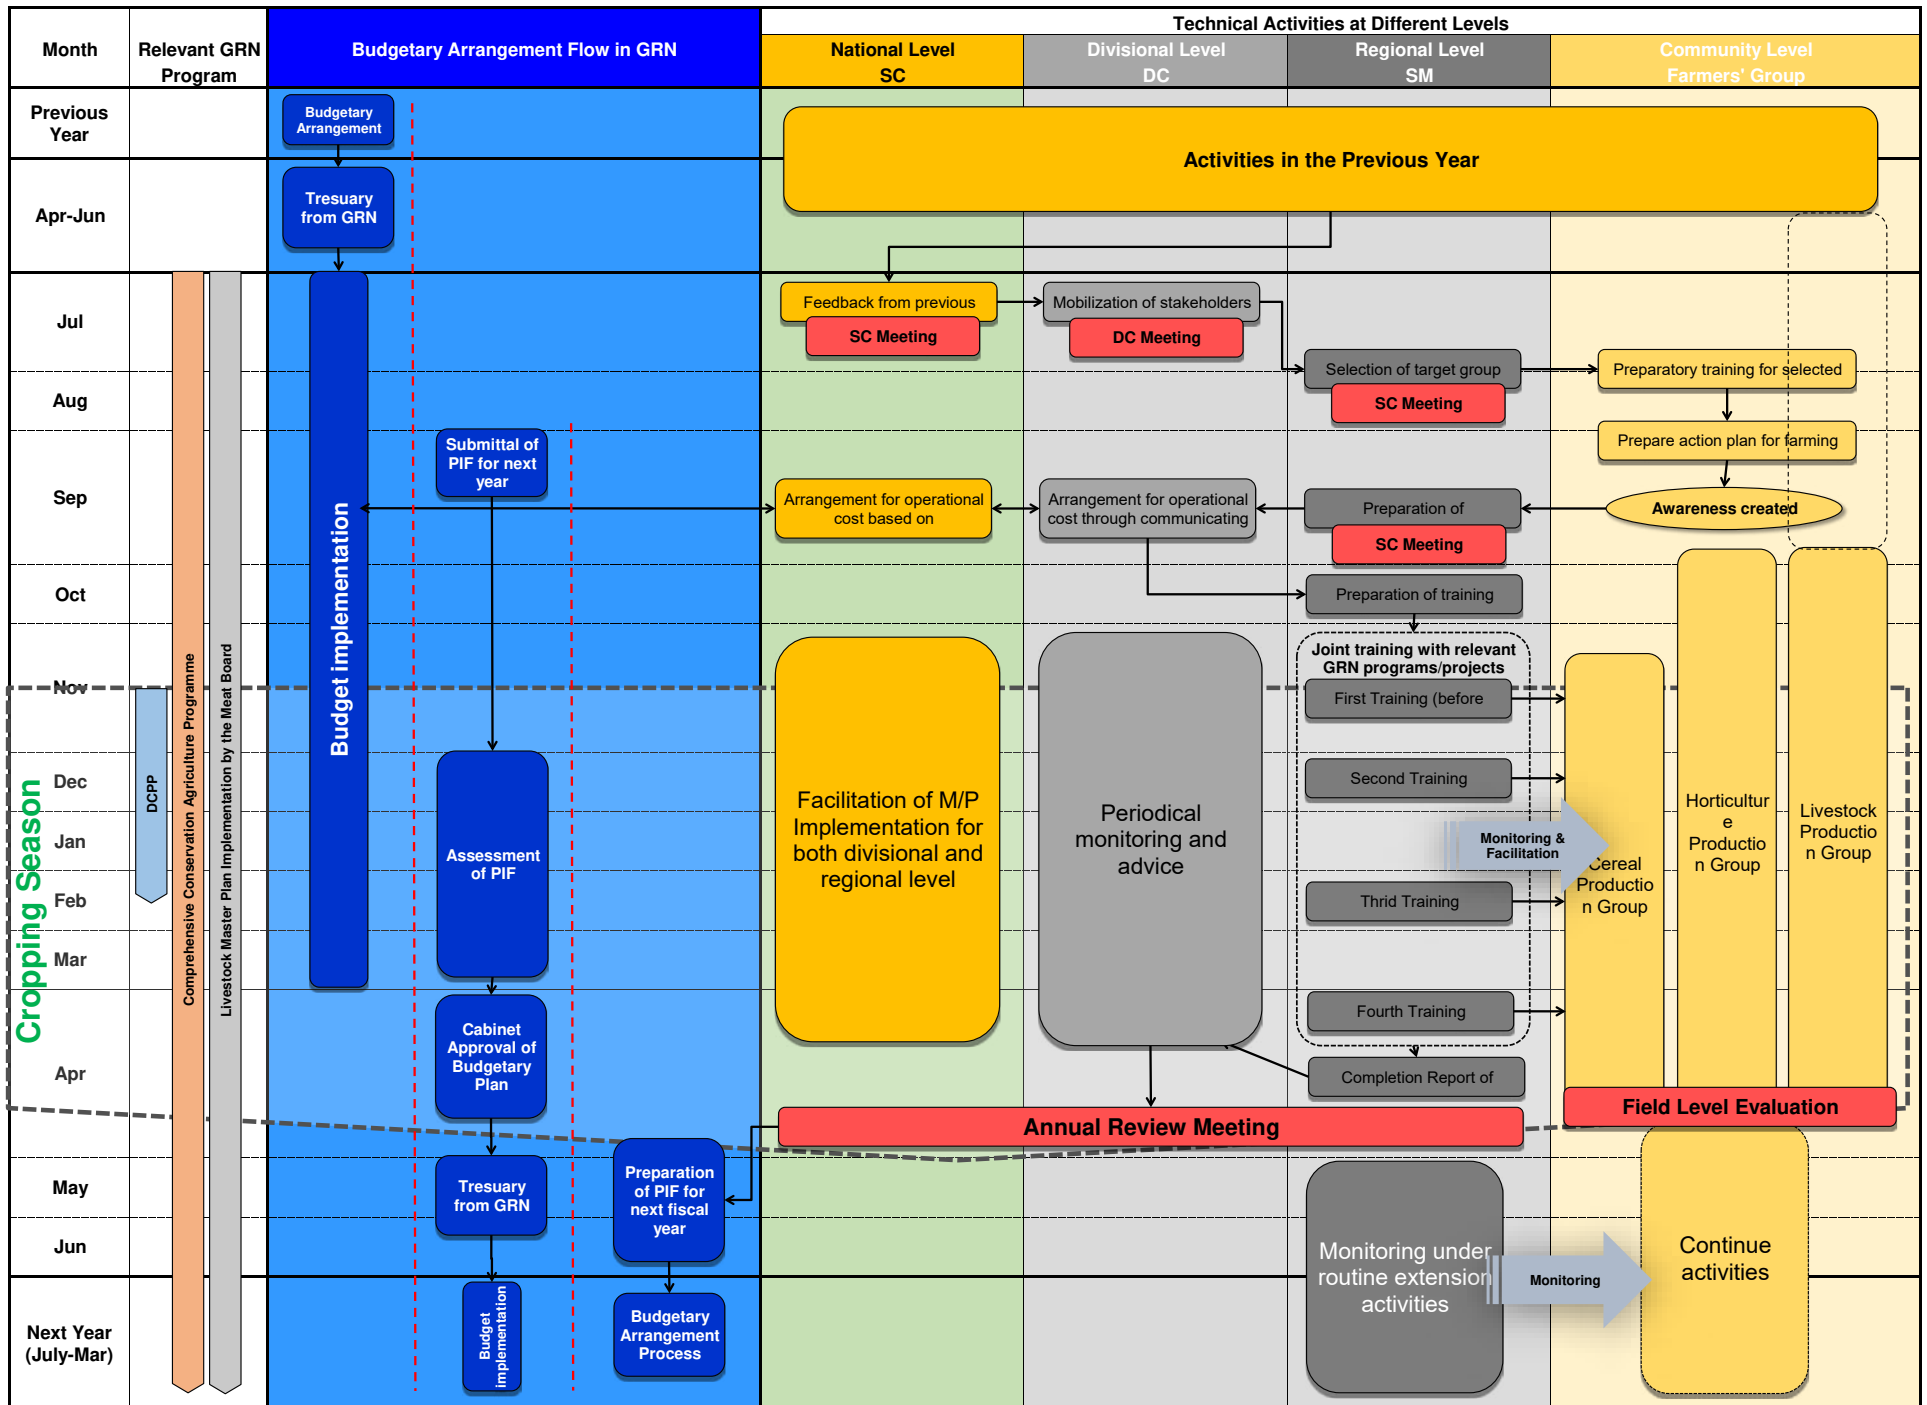 Technical Activities at Different Levels
Month
Relevant GRN
Program
Budgetary Arrangement Flow in GRN
National Level
SC
Divisional Level
DC
Regional Level
SM
Community Level
Farmers' Group
Previous
Year
Budgetary
Arrangement
Activities in the Previous Year
Apr-Jun
Tresuary
from GRN
Jul
Feedback from previous
SC Meeting
Mobilization of stakeholders
DC Meeting
Selection of target group
SC Meeting
Preparatory training for selected
Aug
Prepare action plan for farming
Submittal of
PIF for next
year
Sep
Arrangement for operational
cost based on
Arrangement for operational
cost through communicating
Preparation of
SC Meeting
Awareness created
Budget implementation
Oct
Preparation of training
Comprehensive Conservation Agriculture Programme
Livestock Master Plan Implementation by the Meat Board
Joint training with relevant
GRN programs/projects
Nov
First Training (before
DCPP
Cropping Season
Dec
Second Training
Jan
Facilitation of M/P
Implementation for
both divisional and
regional level
Periodical
monitoring and
advice
Monitoring &
Facilitation
Cereal
Productio
n Group
Horticultur
e
Productio
n Group
Livestock
Productio
n Group
Assessment
of PIF
Feb
Thrid Training
Mar
Fourth Training
Cabinet
Approval of
Budgetary
Plan
Apr
Completion Report of
Field Level Evaluation
Annual Review Meeting
May
Tresuary
from GRN
Preparation
of PIF for
next fiscal
year
Jun
Monitoring under
routine extension
activities
Monitoring
Continue
activities
Next Year
(July-Mar)
Budget
implementation
Budgetary
Arrangement
Process